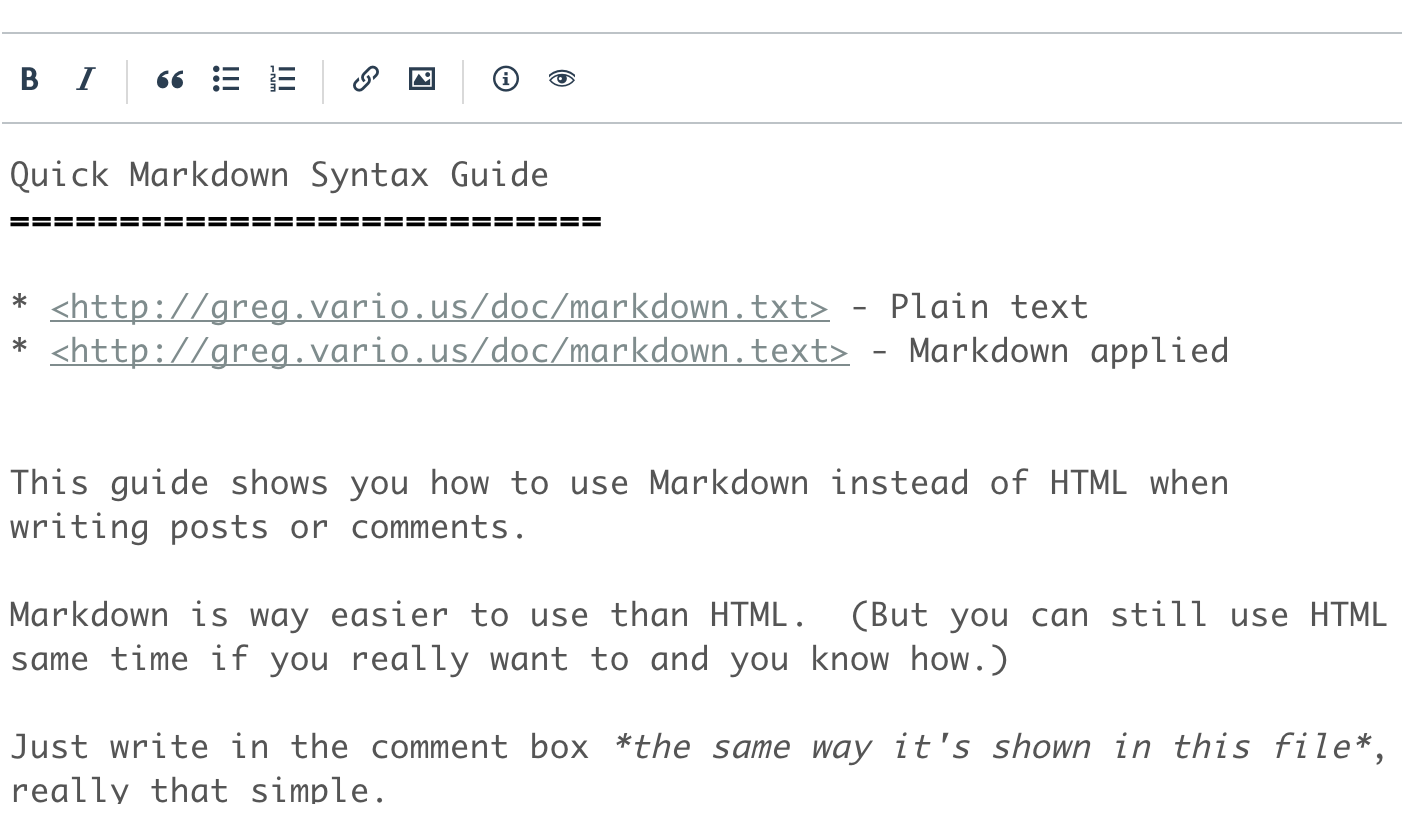 Quick Markdown Syntax Guide
===========================
* <http://greg.vario.us/doc/markdown.txt> - Plain text
* <http://greg.vario.us/doc/markdown.text> - Markdown applied
This guide shows you how to use Markdown instead of HTML when
writing posts or comments.
Markdown is way easier to use than HTML.  (But you can still use HTML
same time if you really want to and you know how.)
Just write in the comment box *the same way it's shown in this file*,
really that simple.